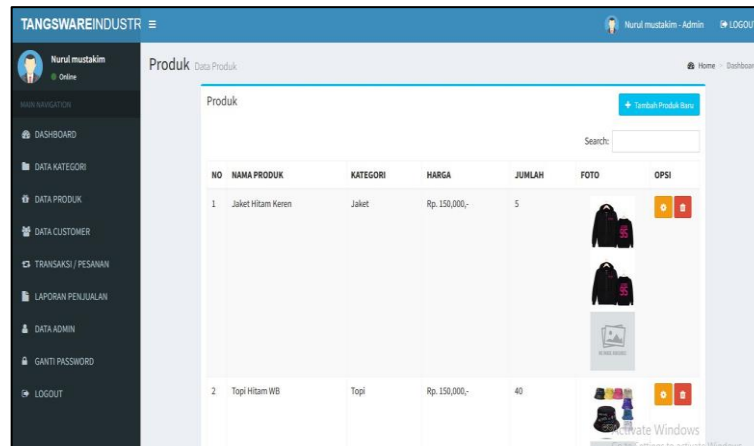 TANGSWAREINDUSTR
Nurul mustakim - Admin LOGOUT
Nurul mustakim
Online
MAIN NAVIGATION
DASHBOARD
DATA KATEGORI
DATA PRODUK
DATA CUSTOMER
TRANSAKSI / PESANAN
LAPORAN PENJUALAN
DATA ADMIN
GANTI PASSWORD
LOGOUT
Produk Data Produk
Home > Dashboar
Produk
+ Tambah Produk Baru
Search:
NO NAMA PRODUK KATEGORI HARGA JUMLAH FOTO OPSI
1 Jaket Hitam Keren Jaket Rp. 150,000,- 5
2 Topi Hitam WB Topi Rp. 150,000,- 40
Activate Windows